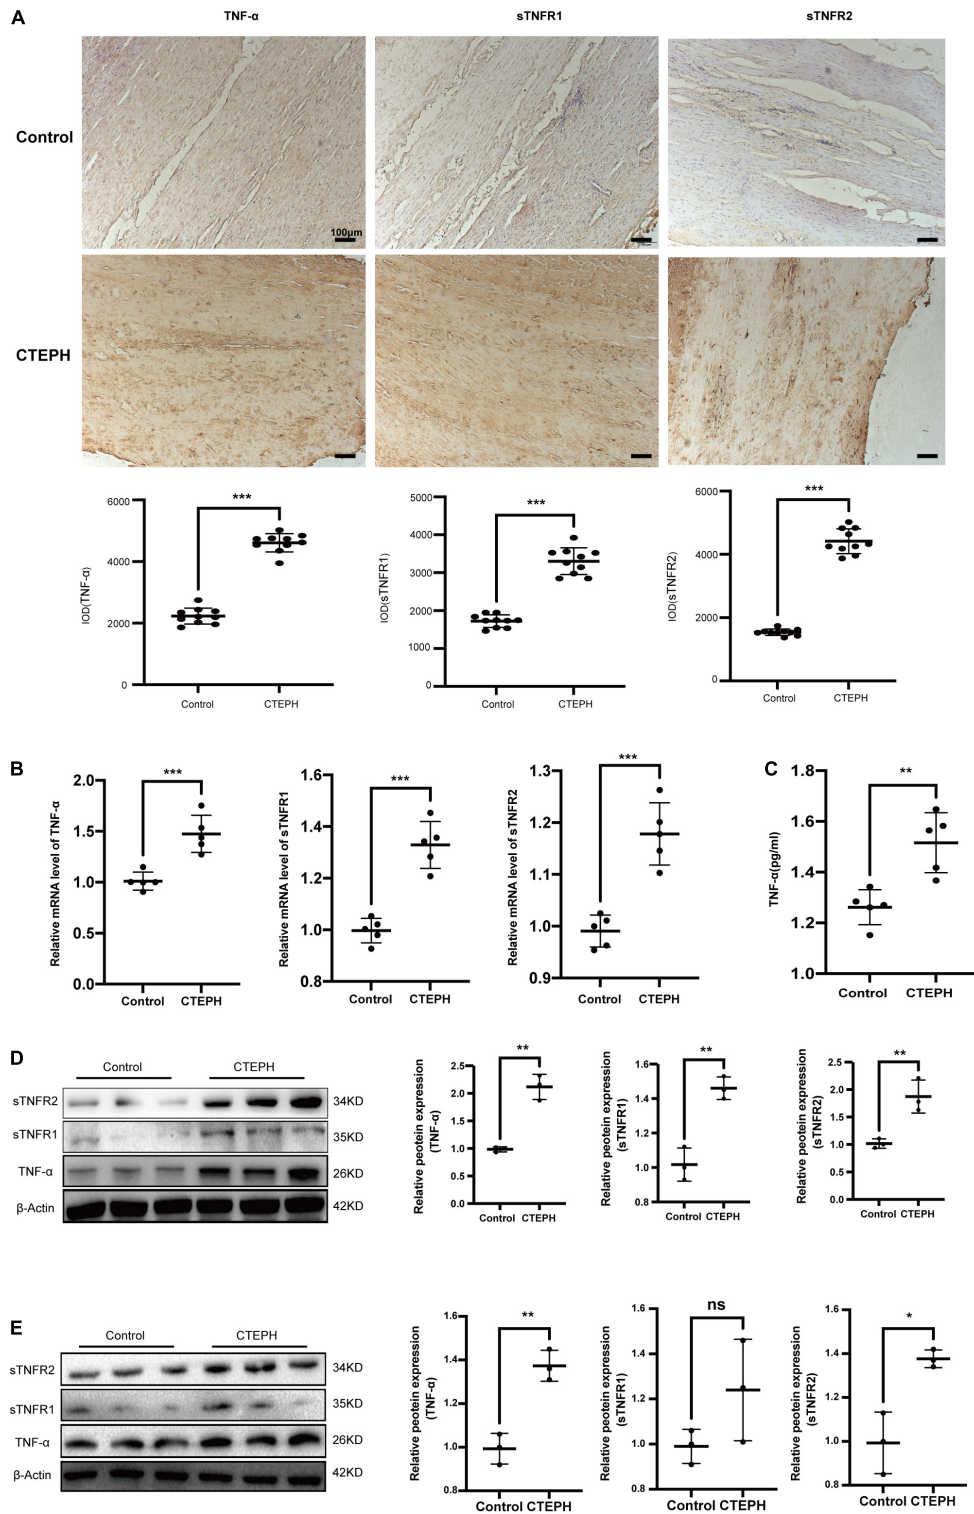 A
TNF-α
sTNFR1
sTNFR2
Control
100μm
CTEPH
IOD(TNF-α)
6000
4000
2000
0
***
Control
CTEPH
IOD(sTNFR1)
5000
4000
3000
2000
1000
0
***
Control
CTEPH
IOD(sTNFR2)
6000
4000
2000
0
***
Control
CTEPH
B
Relative mRNA level of TNF-α
2.0
1.5
1.0
0.5
0.0
***
Control
CTEPH
Relative mRNA level of sTNFR1
1.6
1.4
1.2
1.0
0.8
***
Control
CTEPH
Relative mRNA level of sTNFR2
1.3
1.2
1.1
1.0
0.9
***
Control
CTEPH
C
TNF-α(pg/ml)
1.8
1.6
1.4
1.2
1.0
**
Control
CTEPH
D
Control
CTEPH
sTNFR2
34KD
sTNFR1
35KD
TNF-α
26KD
β-Actin
42KD
Relative peotein expression
(TNF-α)
2.5
2.0
1.5
1.0
0.5
0.0
**
Control CTEPH
Relative peotein expression
(sTNFR1)
1.6
1.4
1.2
1.0
0.8
**
Control CTEPH
Relative peotein expression
(sTNFR2)
2.5
2.0
1.5
1.0
0.5
0.0
**
Control CTEPH
E
Control
CTEPH
sTNFR2
34KD
sTNFR1
35KD
TNF-α
26KD
β-Actin
42KD
Relative peotein expression
(TNF-α)
1.6
1.4
1.2
1.0
0.8
**
Control CTEPH
Relative peotein expression
(sTNFR1)
1.6
1.4
1.2
1.0
0.8
ns
Control CTEPH
Relative peotein expression
(sTNFR2)
1.6
1.4
1.2
1.0
0.8
*
Control CTEPH